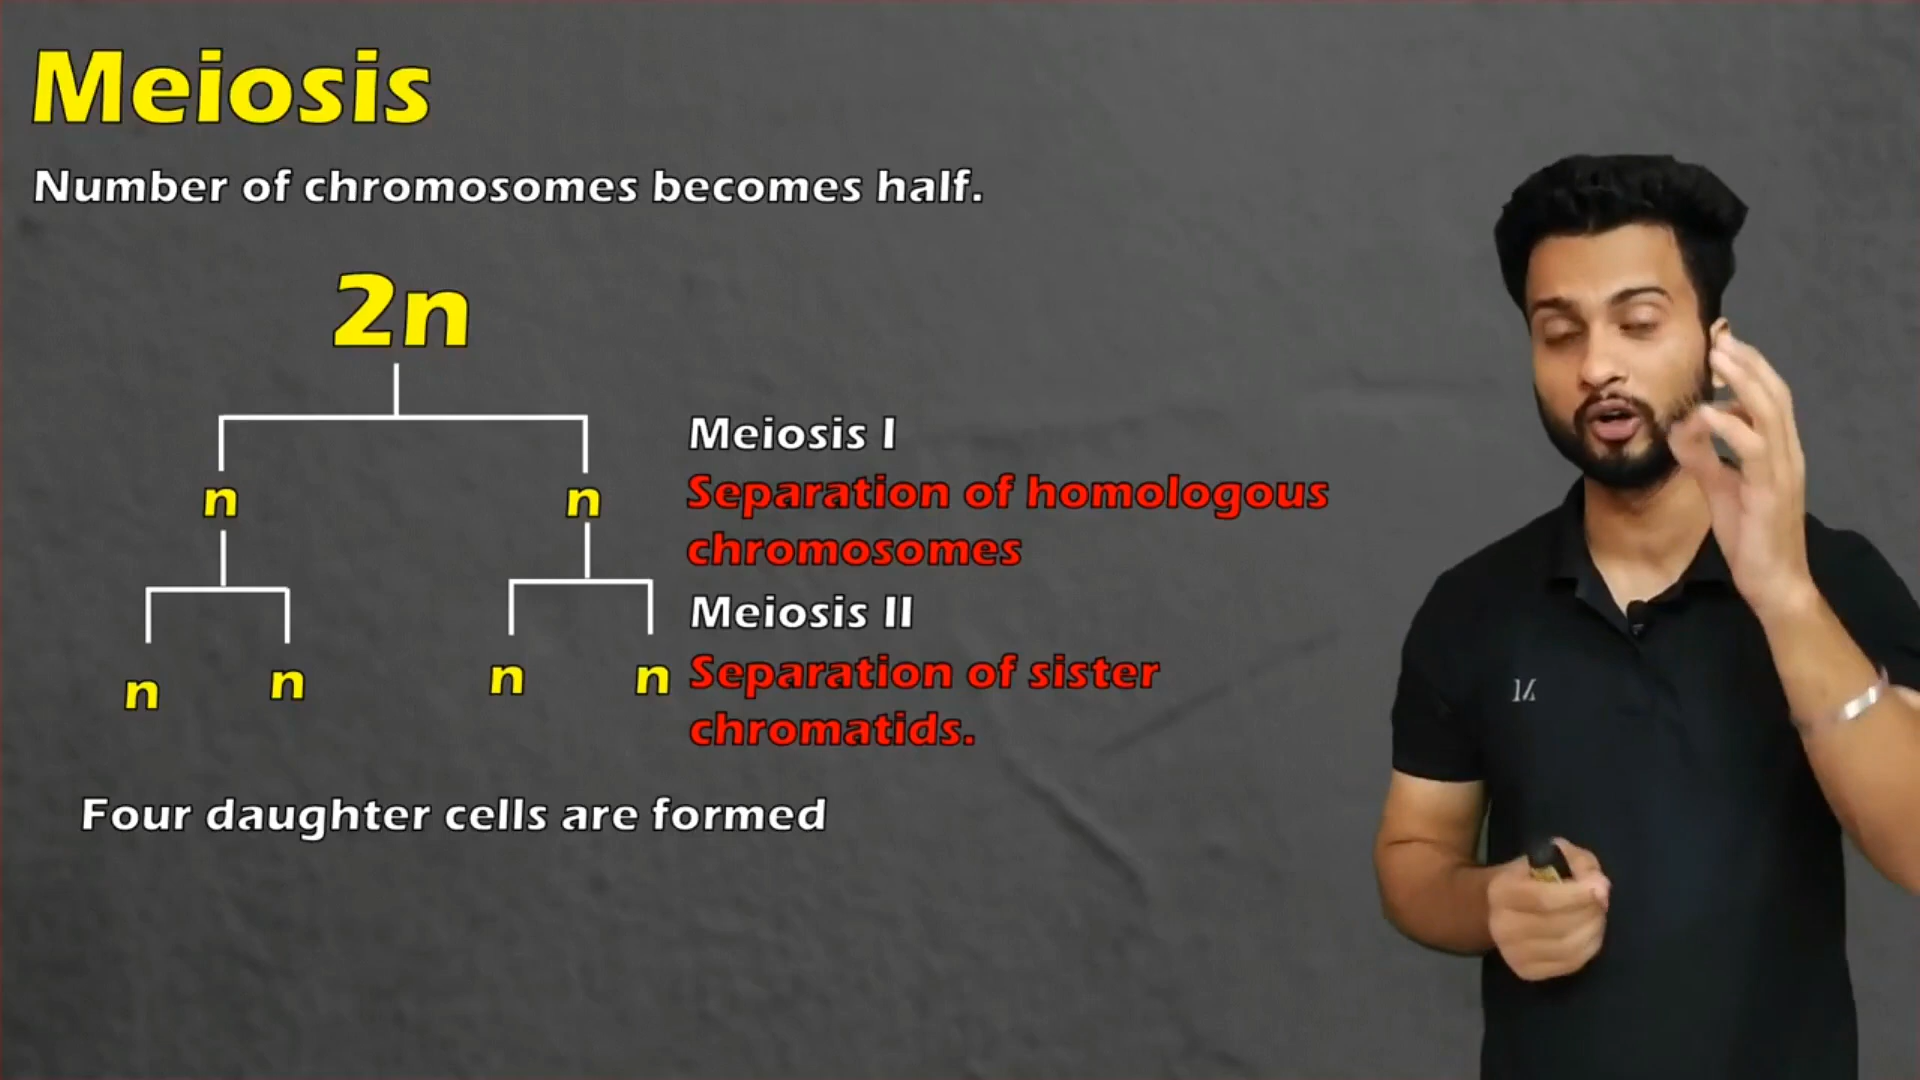 Meiosis
Number of chromosomes becomes half.
2n
n n
Meiosis I
Separation of homologous
chromosomes
n n n n
Meiosis II
Separation of sister
chromatids.
Four daughter cells are formed